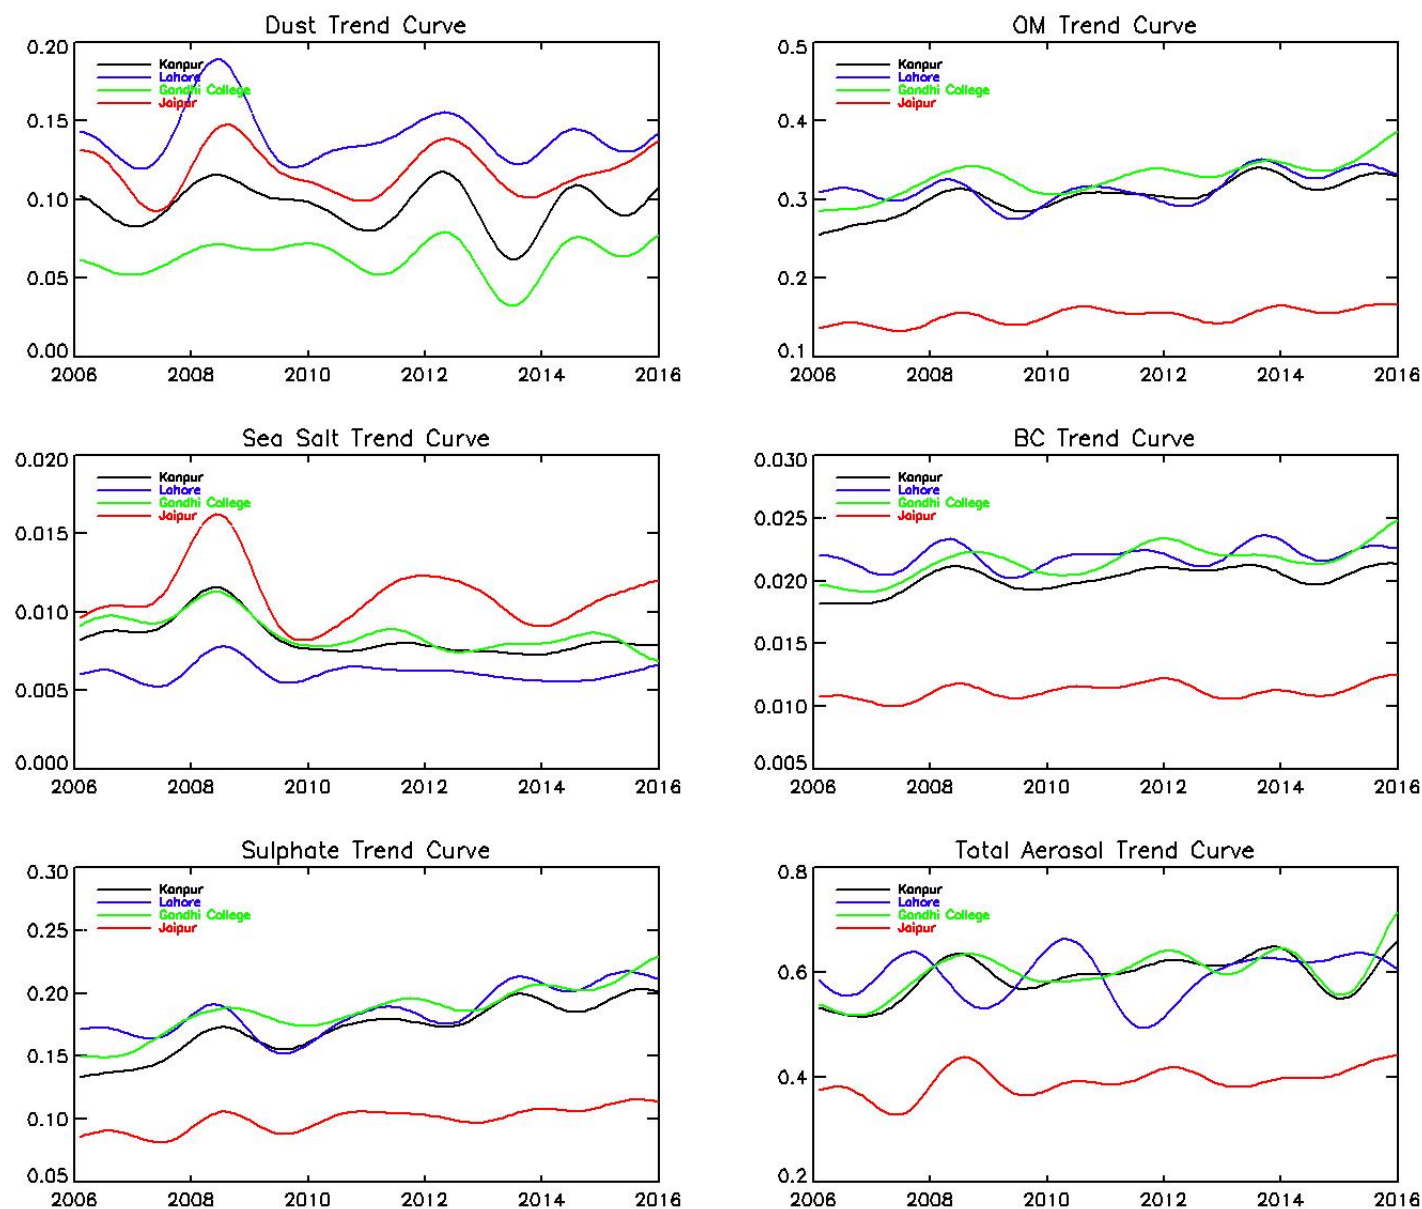 Dust Trend Curve
0.20
0.15
0.10
0.05
0.00
Kanpur
Lahore
Gandhi College
Jaipur
2006 2008 2010 2012 2014 2016
OM Trend Curve
0.5
0.4
0.3
0.2
0.1
Kanpur
Lahore
Gandhi College
Jaipur
2006 2008 2010 2012 2014 2016
Sea Salt Trend Curve
0.020
0.015
0.010
0.005
0.000
Kanpur
Lahore
Gandhi College
Jaipur
2006 2008 2010 2012 2014 2016
BC Trend Curve
0.030
0.025
0.020
0.015
0.010
0.005
Kanpur
Lahore
Gandhi College
Jaipur
2006 2008 2010 2012 2014 2016
Sulphate Trend Curve
0.30
0.25
0.20
0.15
0.10
0.05
Kanpur
Lahore
Gandhi College
Jaipur
2006 2008 2010 2012 2014 2016
Total Aerosal Trend Curve
0.8
0.6
0.4
0.2
Kanpur
Lahore
Gandhi College
Jaipur
2006 2008 2010 2012 2014 2016